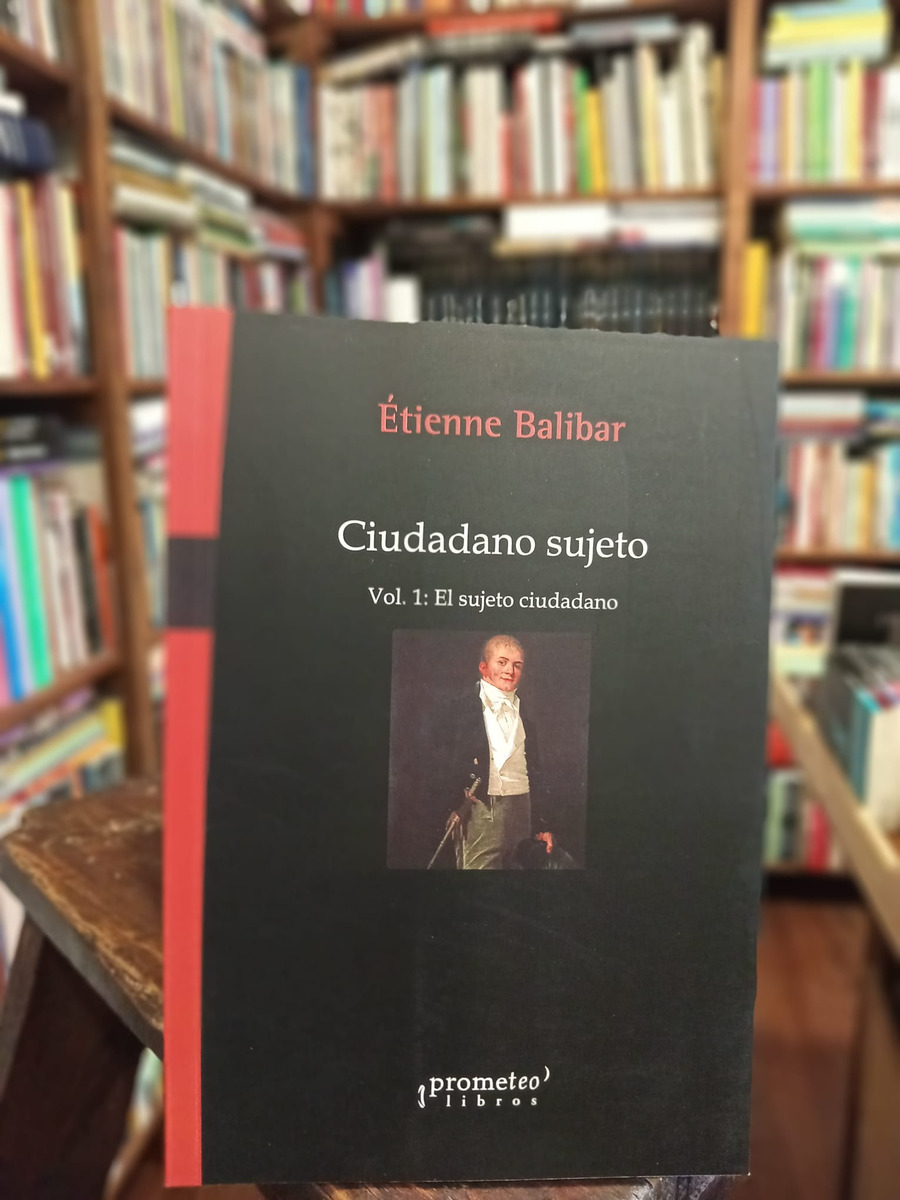 Étienne Balibar
Ciudadano sujeto
Vol. 1: El sujeto ciudadano
prometeo
libros